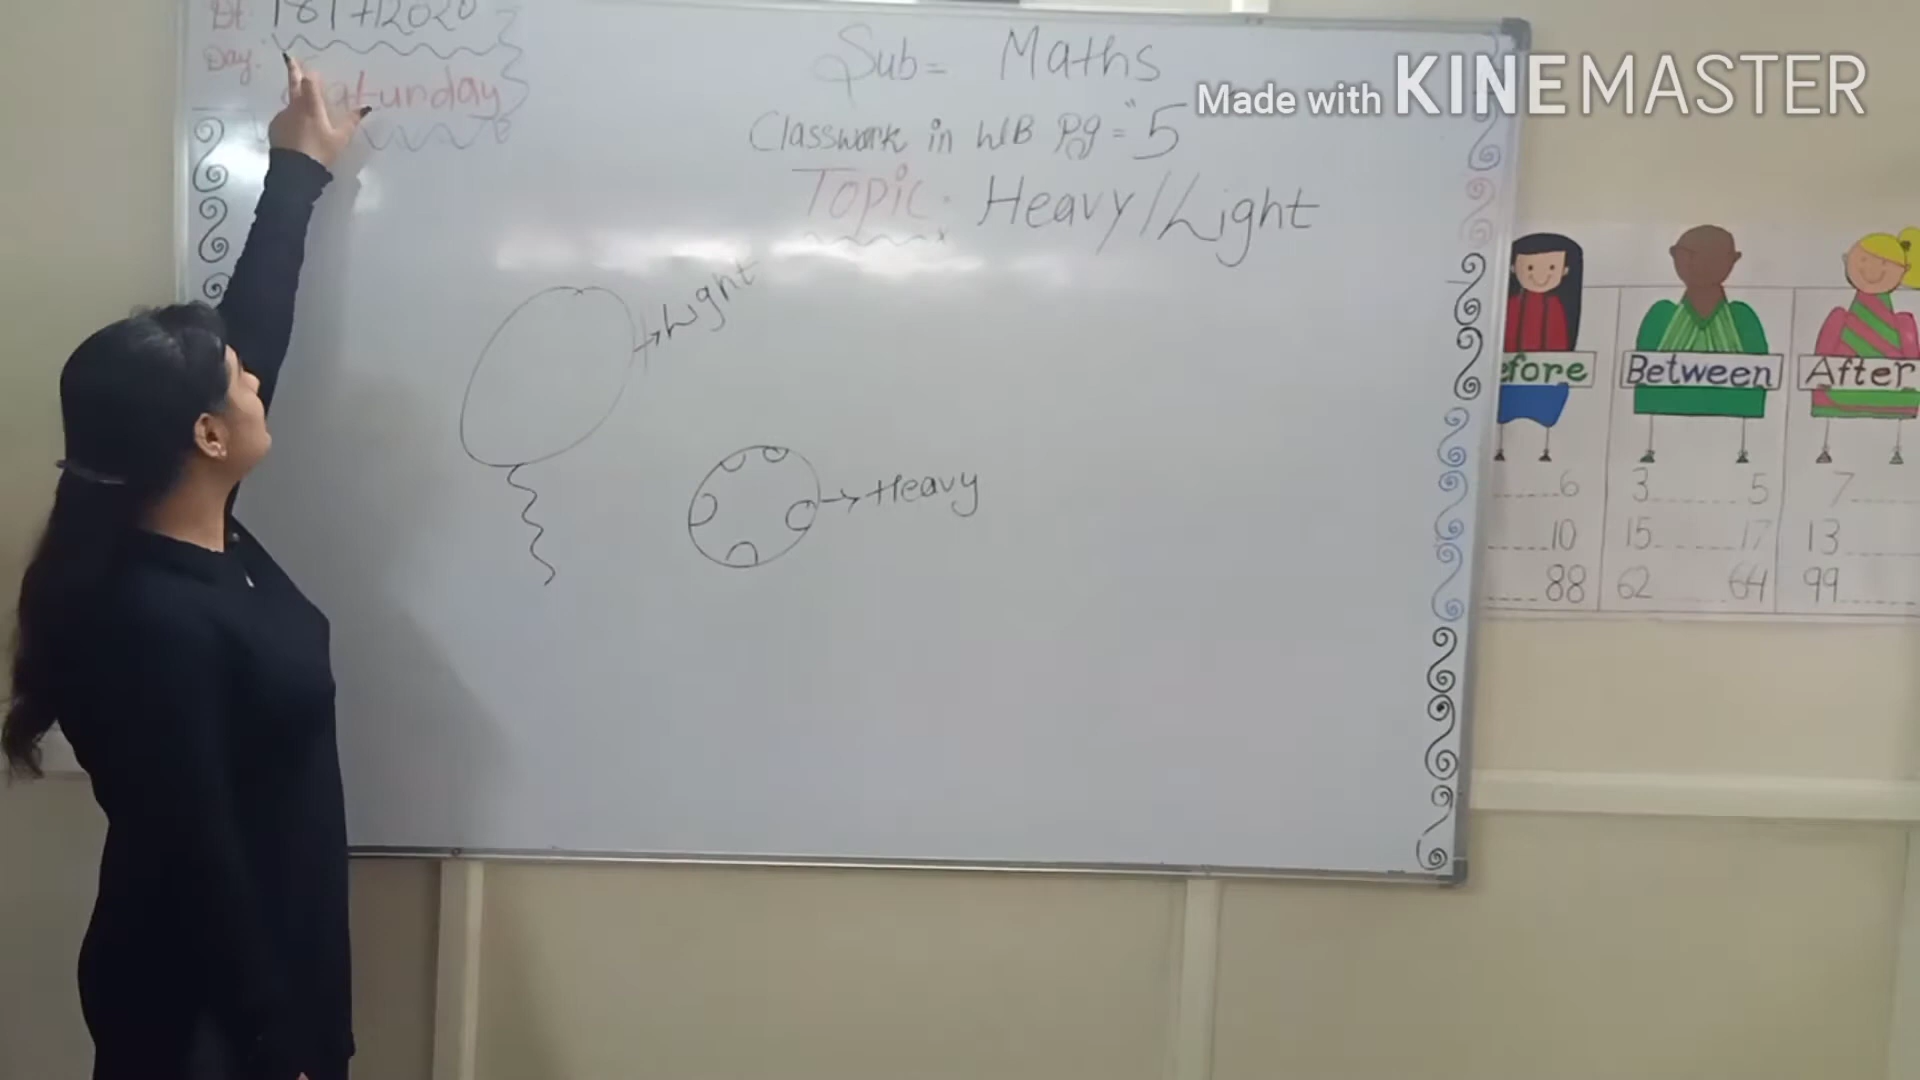 Dt: 18/7/2020
Day:
Saturday
Sub = Maths
Classwork in WB Pg = 5
Topic: Heavy/Light
→Light
→Heavy
Made with KINEMASTER
efore Between After
......6 3......5 7......
......10 15......17 13......
......88 62......64 99......